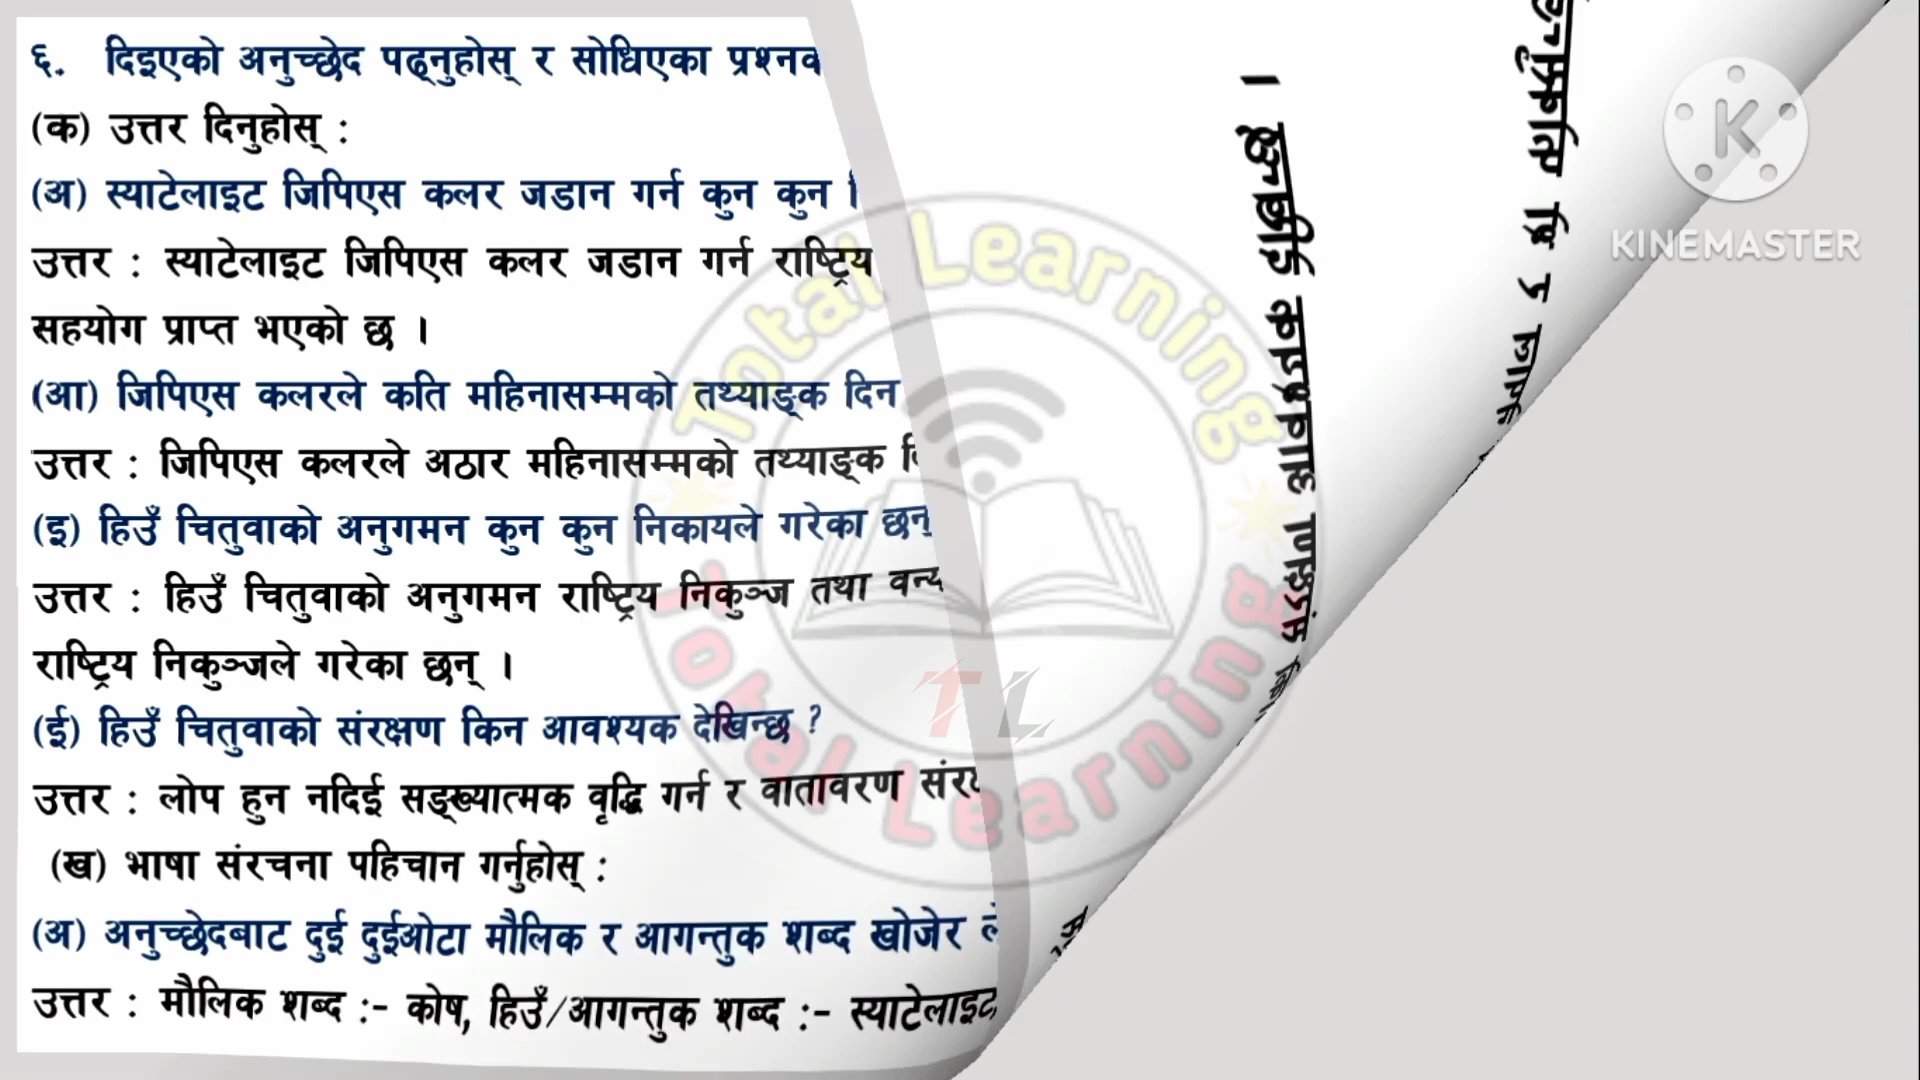 ६. दिइएको अनुच्छेद पढ्नुहोस् र सोधिएका
(क) उत्तर दिनुहोस् :
(अ) स्याटेलाइट जिपिएस कलर जडान गर्न कुन कुन
उत्तर : स्याटेलाइट जिपिएस कलर जडान गर्न राष्ट्रिय
सहयोग प्राप्त भएको छ ।
(आ) जिपिएस कलरले कति महिनासम्मको तथ्याङ्क दिन
उत्तर : जिपिएस कलरले अठार महिनासम्मको तथ्याङ्क
(इ) हिउँ चितुवाको अनुगमन कुन कुन निकायले गरेका छन्
उत्तर : हिउँ चितुवाको अनुगमन राष्ट्रिय निकुञ्ज तथा वन्य
राष्ट्रिय निकुञ्जले गरेका छन् ।
(ई) हिउँ चितुवाको संरक्षण किन आवश्यक देखिन्छ ?
उत्तर : लोप हुन नदिई सङ्ख्यात्मक वृद्धि गर्न र वातावरण
(ख) भाषा संरचना पहिचान गर्नुहोस् :
(अ) अनुच्छेदबाट दुई दुईओटा मौलिक र आगन्तुक शब्द खोजेर
उत्तर : मौलिक शब्द :- कोष, हिउँ/आगन्तुक शब्द :- स्याटेलाइट,
Total Learning
TL
Total Learning
K
KINEMASTER